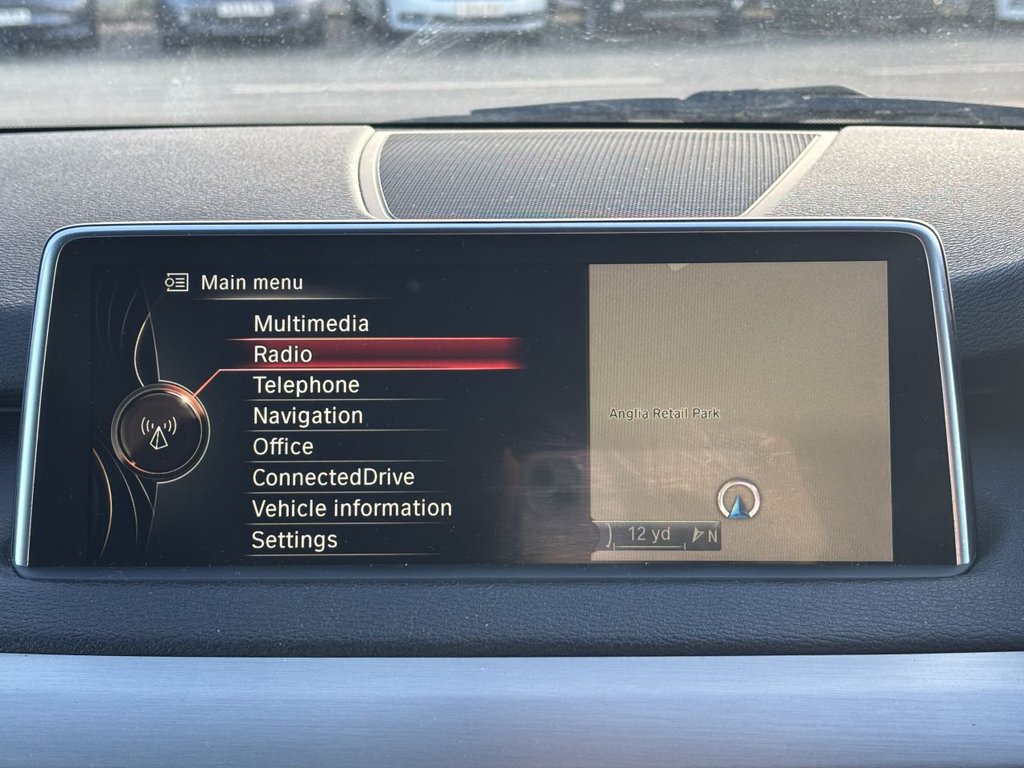 Main menu
Multimedia
Radio
Telephone
Navigation
Office
ConnectedDrive
Vehicle information
Settings
Anglia Retail Park
12 yd
N